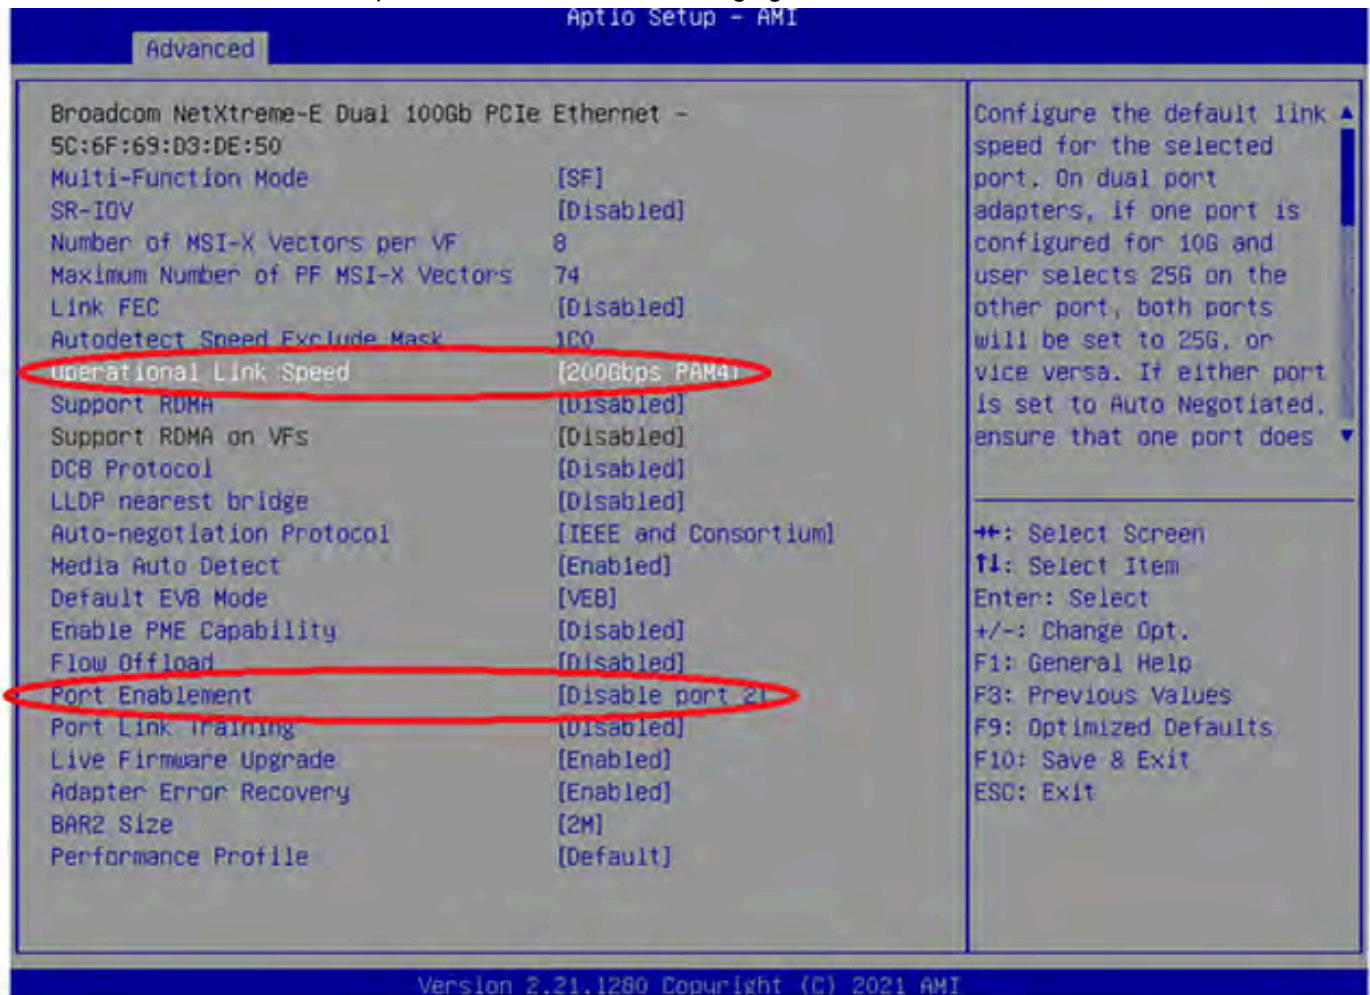 Aptio Setup - AMI
Advanced
Broadcom NetXtreme-E Dual 100Gb PCIe Ethernet -
5C:6F:69:D3:DE:50
Multi-Function Mode [SF]
SR-IOV [Disabled]
Number of MSI-X Vectors per VF 8
Maximum Number of PF MSI-X Vectors 74
Link FEC [Disabled]
Autodetect Speed Exclude Mask 1C0
Operational Link Speed [200Gbps PAM4]
Support RDMA [Disabled]
Support RDMA on VFs [Disabled]
DCB Protocol [Disabled]
LLDP nearest bridge [Disabled]
Auto-negotiation Protocol [IEEE and Consortium]
Media Auto Detect [Enabled]
Default EVB Mode [VEB]
Enable PME Capability [Disabled]
Flow Offload [Disabled]
Port Enablement [Disable port 2]
Port Link Training [Disabled]
Live Firmware Upgrade [Enabled]
Adapter Error Recovery [Enabled]
BAR2 Size [2M]
Performance Profile [Default]
Configure the default link
speed for the selected
port. On dual port
adapters, if one port is
configured for 10G and
user selects 25G on the
other port, both ports
will be set to 25G, or
vice versa. If either port
is set to Auto Negotiated,
ensure that one port does
→←: Select Screen
↑↓: Select Item
Enter: Select
+/-: Change Opt.
F1: General Help
F3: Previous Values
F9: Optimized Defaults
F10: Save & Exit
ESC: Exit
Version 2.21.1280 Copyright (C) 2021 AMI